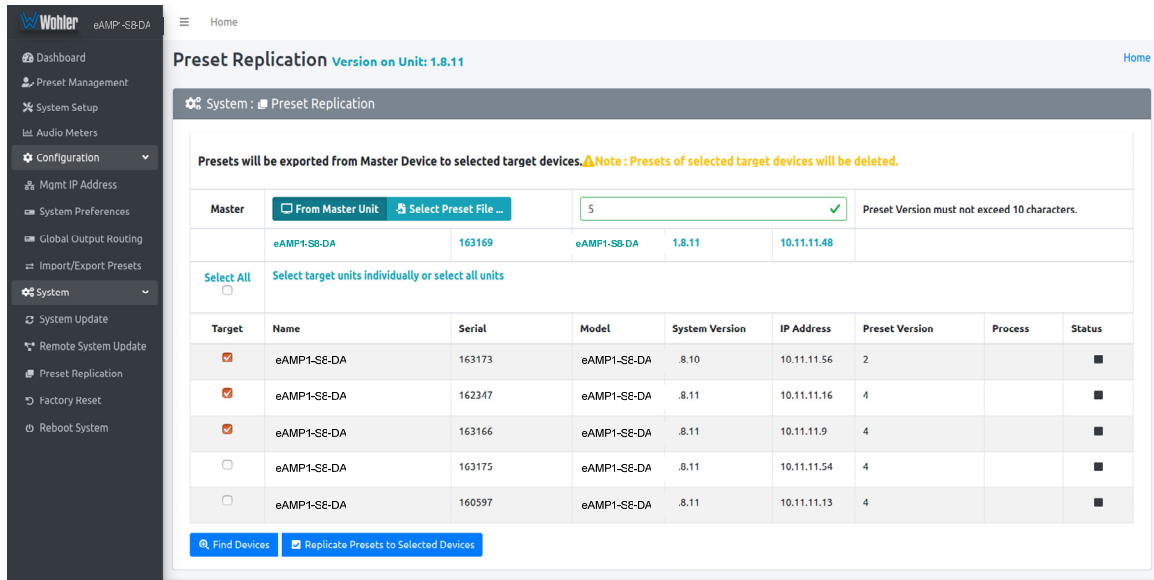 Wohler eAMP1-S8-DA
Home
Dashboard
Preset Management
System Setup
Audio Meters
Configuration
Mgmt IP Address
System Preferences
Global Output Routing
Import/Export Presets
System
System Update
Remote System Update
Preset Replication
Factory Reset
Reboot System
Preset Replication Version on Unit: 1.8.11
Home
System : Preset Replication
Presets will be exported from Master Device to selected target devices. Note : Presets of selected target devices will be deleted.
Master From Master Unit Select Preset File ... 5 Preset Version must not exceed 10 characters.
eAMP1-S8-DA 163169 eAMP1-S8-DA 1.8.11 10.11.11.48
Select All Select target units individually or select all units
Target Name Serial Model System Version IP Address Preset Version Process Status
eAMP1-S8-DA 163173 eAMP1-S8-DA .8.10 10.11.11.56 2
eAMP1-S8-DA 162347 eAMP1-S8-DA .8.11 10.11.11.16 4
eAMP1-S8-DA 163166 eAMP1-S8-DA .8.11 10.11.11.9 4
eAMP1-S8-DA 163175 eAMP1-S8-DA .8.11 10.11.11.54 4
eAMP1-S8-DA 160597 eAMP1-S8-DA .8.11 10.11.11.13 4
Find Devices Replicate Presets to Selected Devices